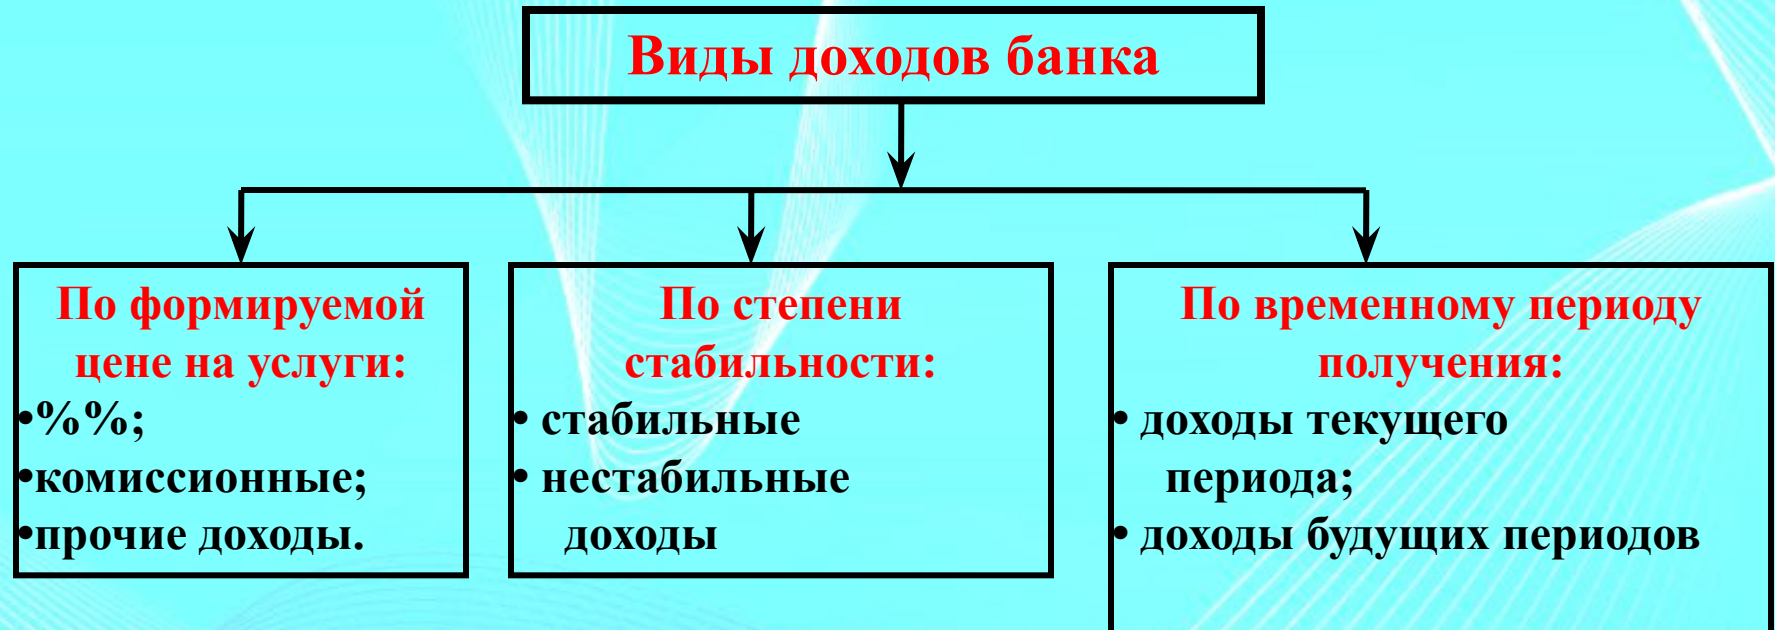 Виды доходов банка
По формируемой
цене на услуги:
•%%;
•комиссионные;
•прочие доходы.
По степени
стабильности:
• стабильные
• нестабильные
доходы
По временному периоду
получения:
• доходы текущего
периода;
• доходы будущих периодов